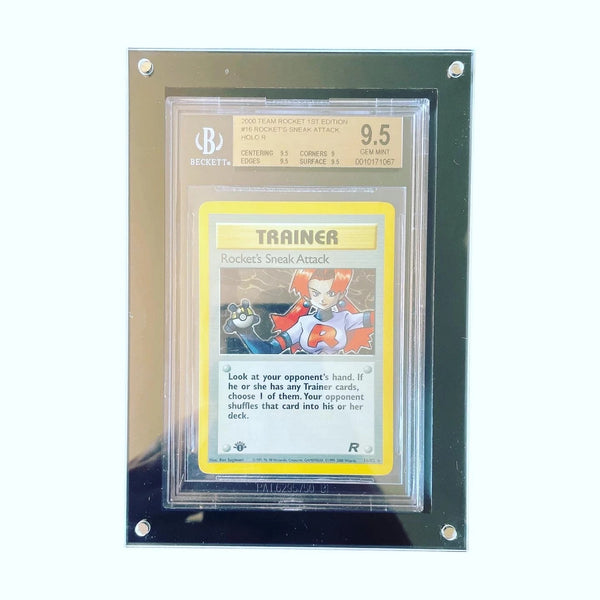 2000 TEAM ROCKET 1ST EDITION
#16 ROCKET'S SNEAK ATTACK
HOLO R
CENTERING 9.5 CORNERS 9
EDGES 9.5 SURFACE 9.5
B
BECKETT
9.5
GEM MINT
0010171067
TRAINER
Rocket's Sneak Attack
R
Look at your opponent's hand. If
he or she has any Trainer cards,
choose 1 of them. Your opponent
shuffles that card into his or her
deck.
1
R